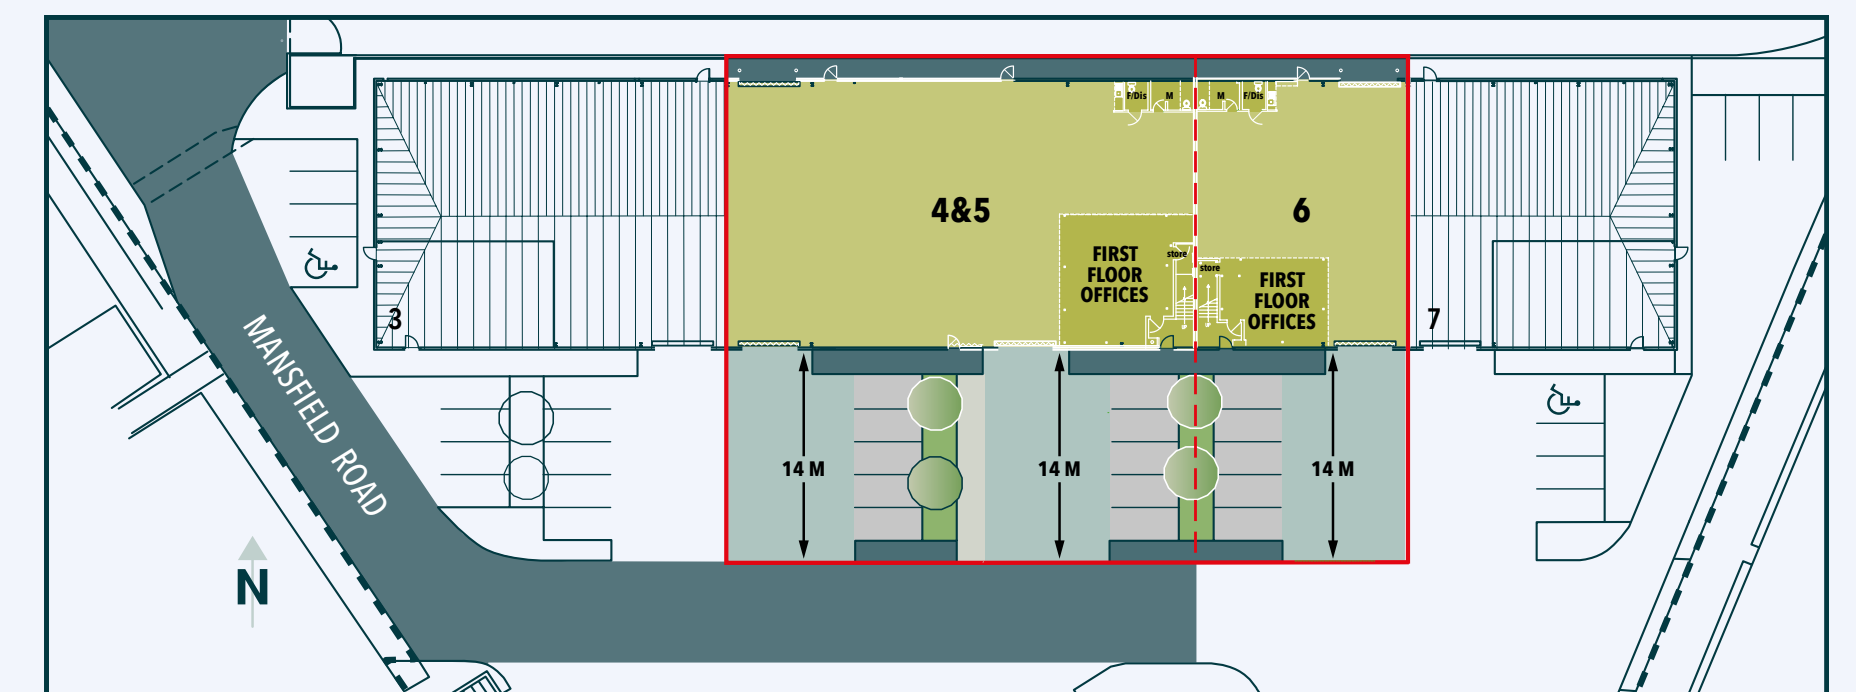 F/Dis
M
M
F/Dis
4&5
6
FIRST
FLOOR
OFFICES
store
store
FIRST
FLOOR
OFFICES
3
7
MANSFIELD ROAD
14 M
14 M
14 M
N